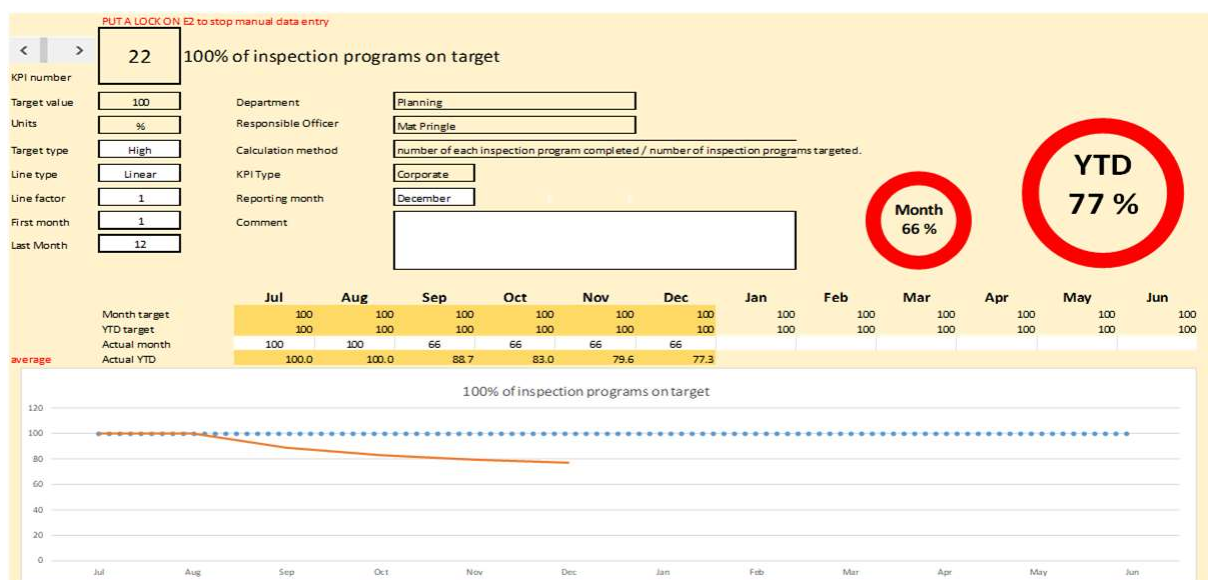 PUT A LOCK ON E2 to stop manual data entry
< > 22 100% of inspection programs on target
KPI number
Target value 100 Department Planning
Units % Responsible Officer Mat Pringle
Target type High Calculation method number of each inspection program completed / number of inspection programs targeted.
Line type Linear KPI Type Corporate
Line factor 1 Reporting month December
First month 1 Comment
Last Month 12
Month
66 %
YTD
77 %
Jul Aug Sep Oct Nov Dec Jan Feb Mar Apr May Jun
Month target 100 100 100 100 100 100 100 100 100 100 100 100
YTD target 100 100 100 100 100 100 100 100 100 100 100 100
Actual month 100 100 66 66 66 66
average Actual YTD 100.0 100.0 88.7 83.0 79.6 77.3
100% of inspection programs on target
120
100
80
60
40
20
0
Jul Aug Sep Oct Nov Dec Jan Feb Mar Apr May Jun